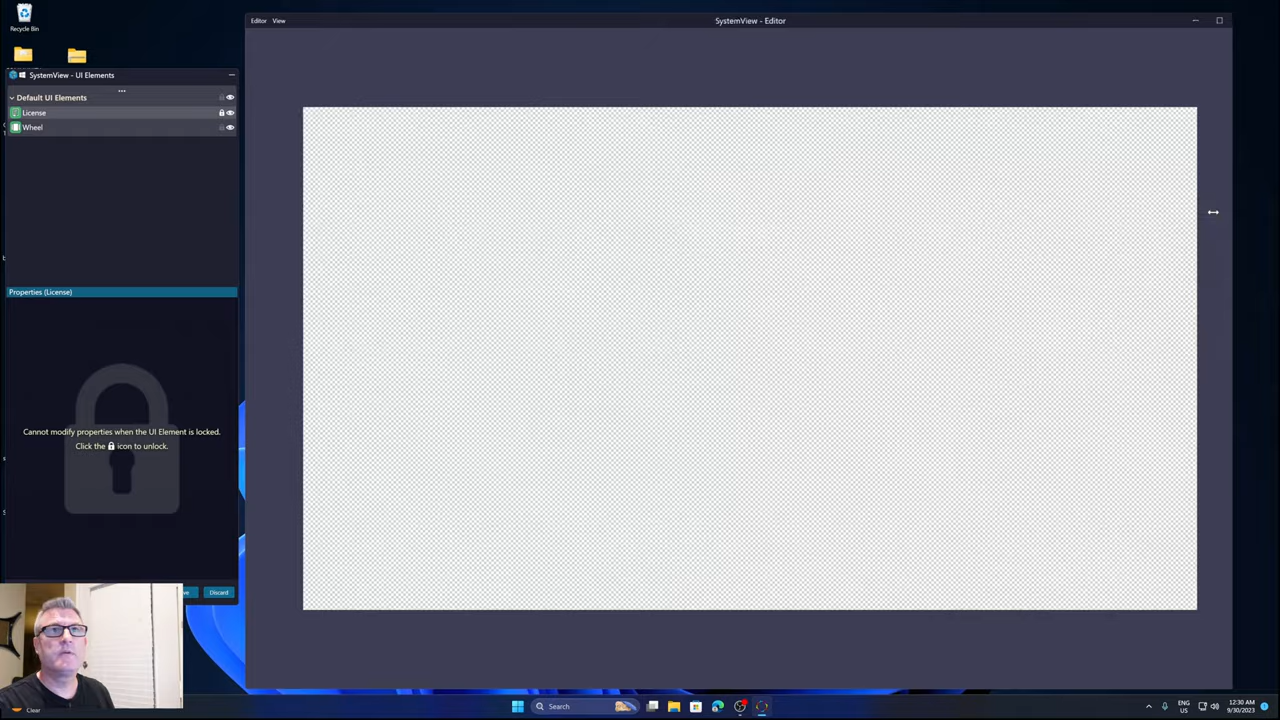 Recycle Bin
Editor View SystemView - Editor
SystemView - UI Elements
Default UI Elements
License
Wheel
Properties (License)
Cannot modify properties when the UI Element is locked.
Click the icon to unlock.
Discard
Clear
Search
ENG
US
12:30 AM
9/30/2023